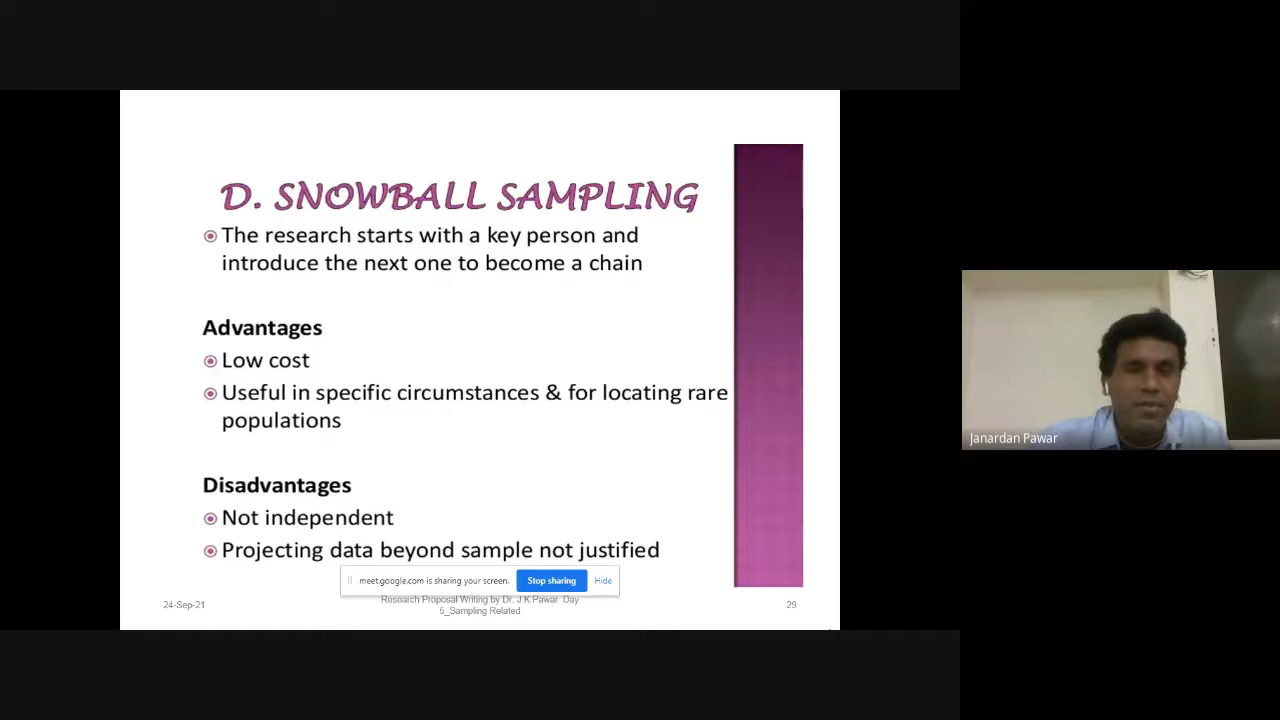 D. SNOWBALL SAMPLING
The research starts with a key person and
introduce the next one to become a chain
Advantages
Low cost
Useful in specific circumstances & for locating rare
populations
Disadvantages
Not independent
Projecting data beyond sample not justified
meet.google.com is sharing your screen. Stop sharing Hide
24-Sep-21
Research Proposal Writing by Dr. J K Pawar Day
5_Sampling Related
29
Janardan Pawar